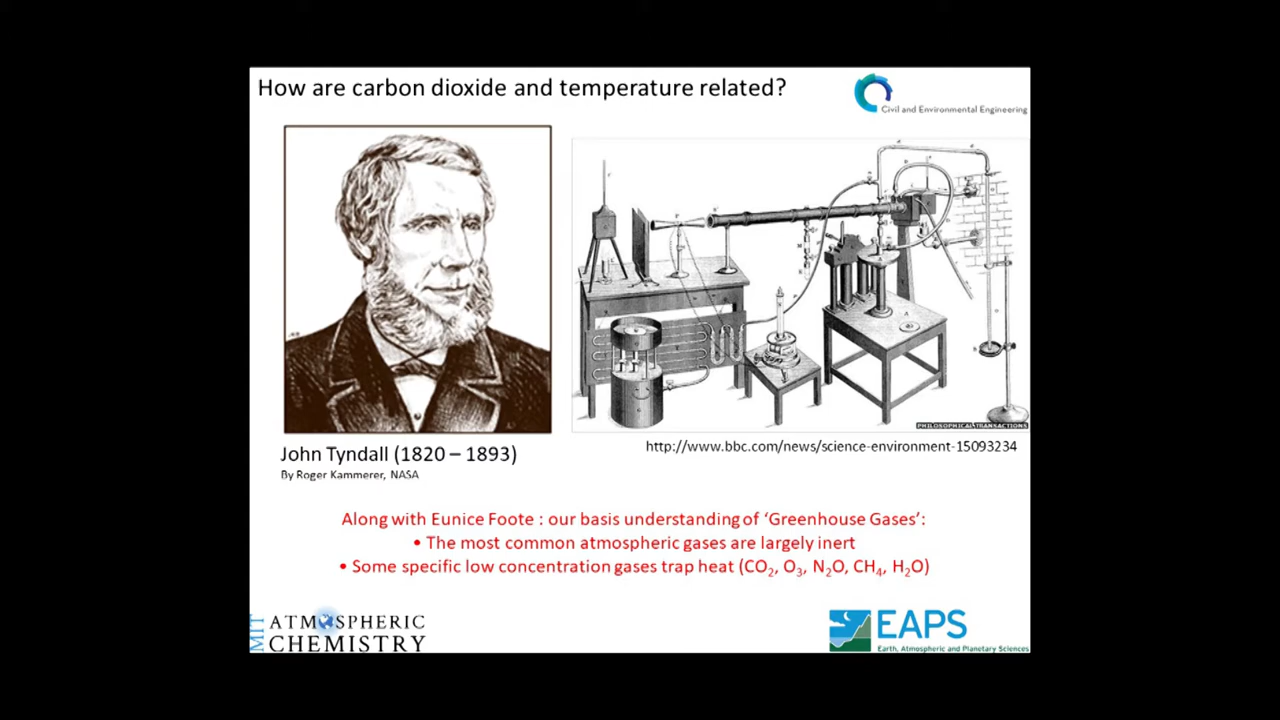 How are carbon dioxide and temperature related?
Civil and Environmental Engineering
PHILOSOPHICAL TRANSACTIONS
John Tyndall (1820 – 1893)
By Roger Kammerer, NASA
http://www.bbc.com/news/science-environment-15093234
Along with Eunice Foote : our basis understanding of ‘Greenhouse Gases’:
• The most common atmospheric gases are largely inert
• Some specific low concentration gases trap heat (CO₂, O₃, N₂O, CH₄, H₂O)
MIT ATMOSPHERIC
CHEMISTRY
EAPS
Earth, Atmospheric and Planetary Sciences